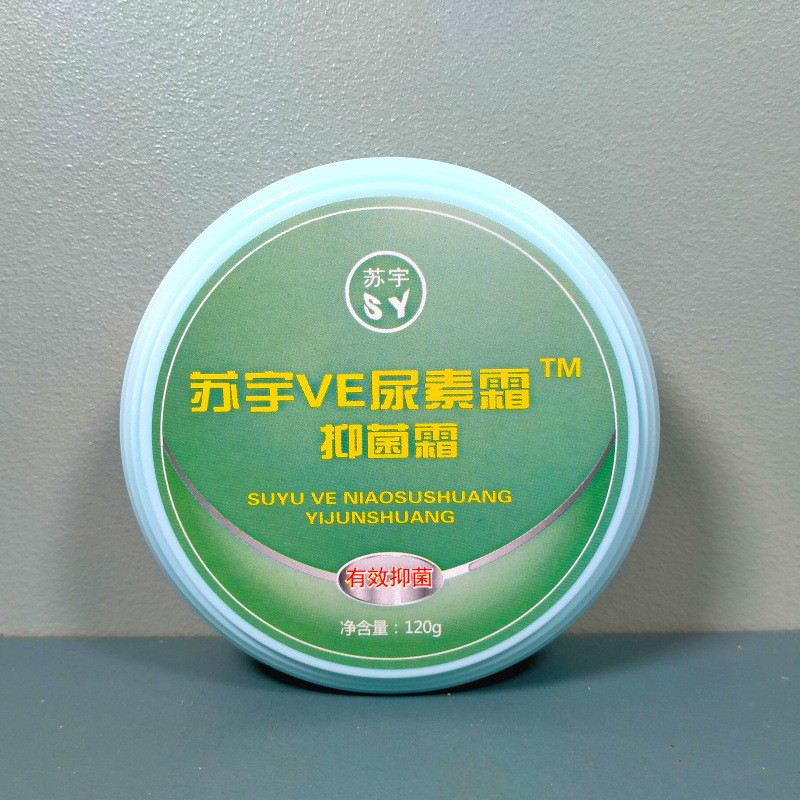 苏宇
SY
苏宇VE尿素霜™
抑菌霜
SUYU VE NIAOSUSHUANG
YIJUNSHUANG
有效抑菌
净含量：120g